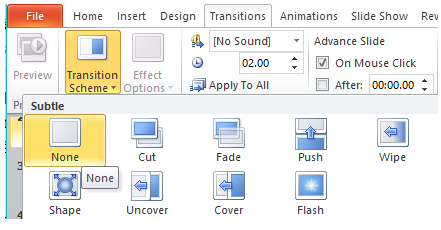 File Home Insert Design Transitions Animations Slide Show
[No Sound] Advance Slide
02.00 On Mouse Click
Preview Transition Scheme Effect Options
Apply To All After: 00:00.00
Subtle
None Cut Fade Push Wipe
None
Shape Uncover Cover Flash